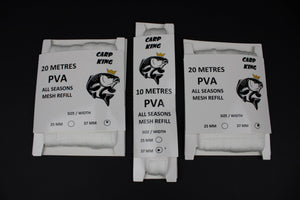 CARP
KING
20 METRES
PVA
ALL SEASONS
MESH REFILL
SIZE / WIDTH
25 MM
37 MM
CARP
KING
10 METRES
PVA
ALL SEASONS
MESH REFILL
SIZE / WIDTH
25 MM
37 MM
CARP
KING
20 METRES
PVA
ALL SEASONS
MESH REFILL
SIZE / WIDTH
25 MM
37 MM